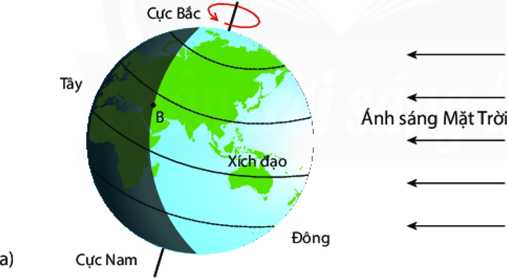 Cực Bắc
Tây
B
Ánh sáng Mặt Trời
Xích đạo
Đông
a)
Cực Nam